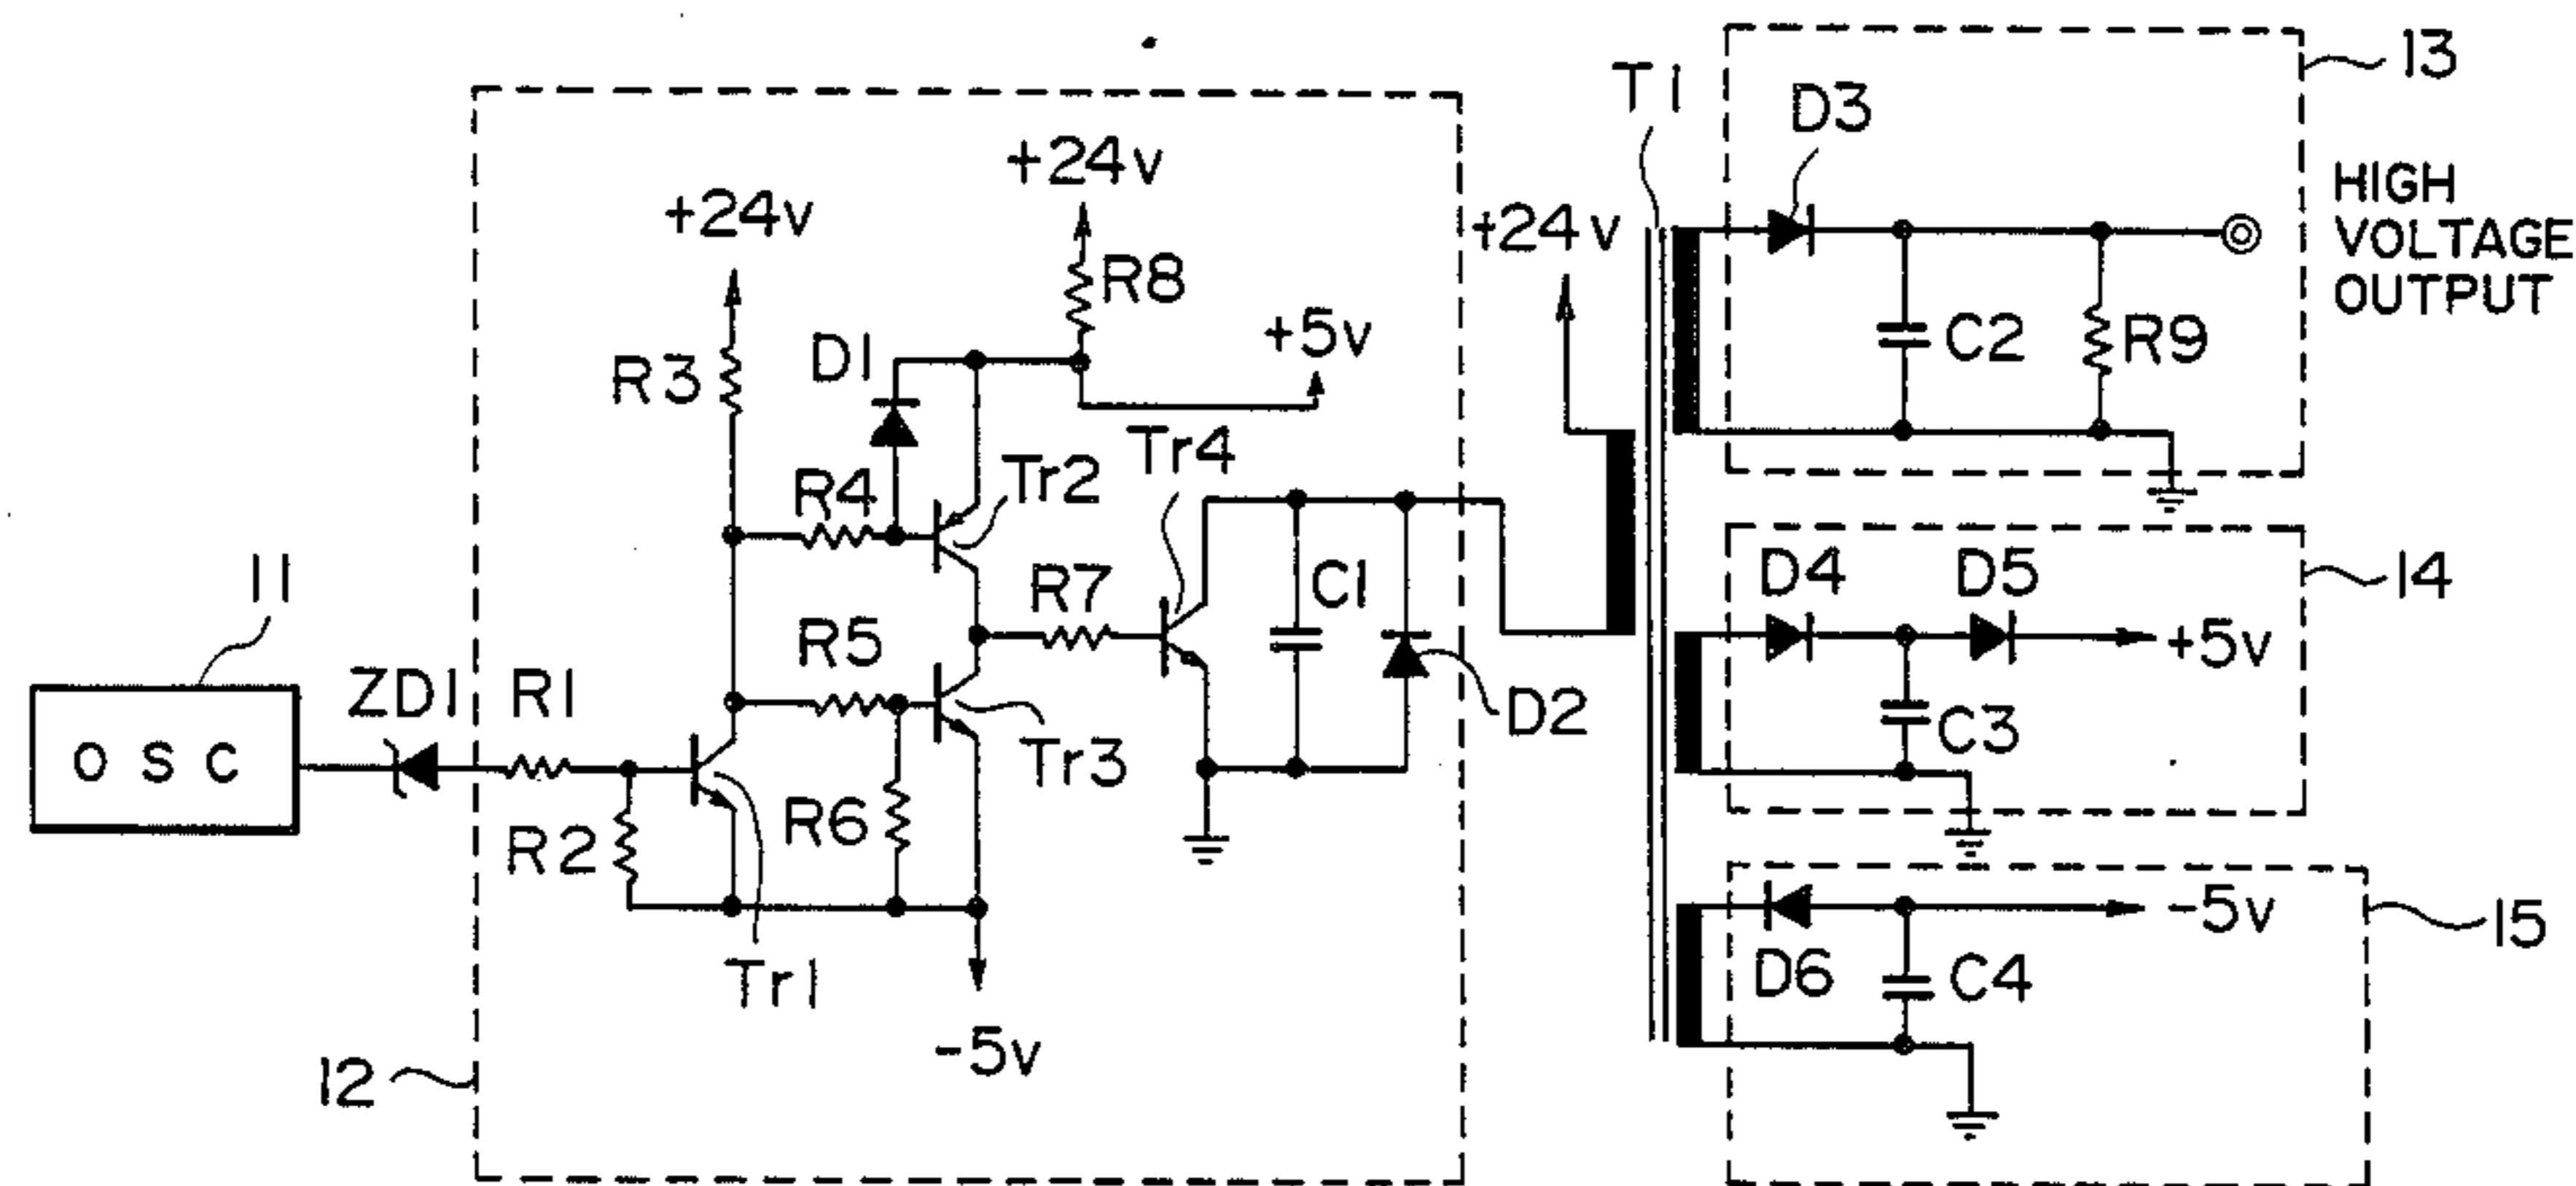 13
T1
D3
+24v
+24v
+24v
HIGH
VOLTAGE
OUTPUT
R8
R3
D1
+5v
C2
R9
Tr4
R4
Tr2
11
D4
D5
14
C1
R7
R5
+5v
ZD1
R1
D2
C3
OSC
Tr3
R6
R2
-5v
15
Tr1
D6
C4
-5v
12